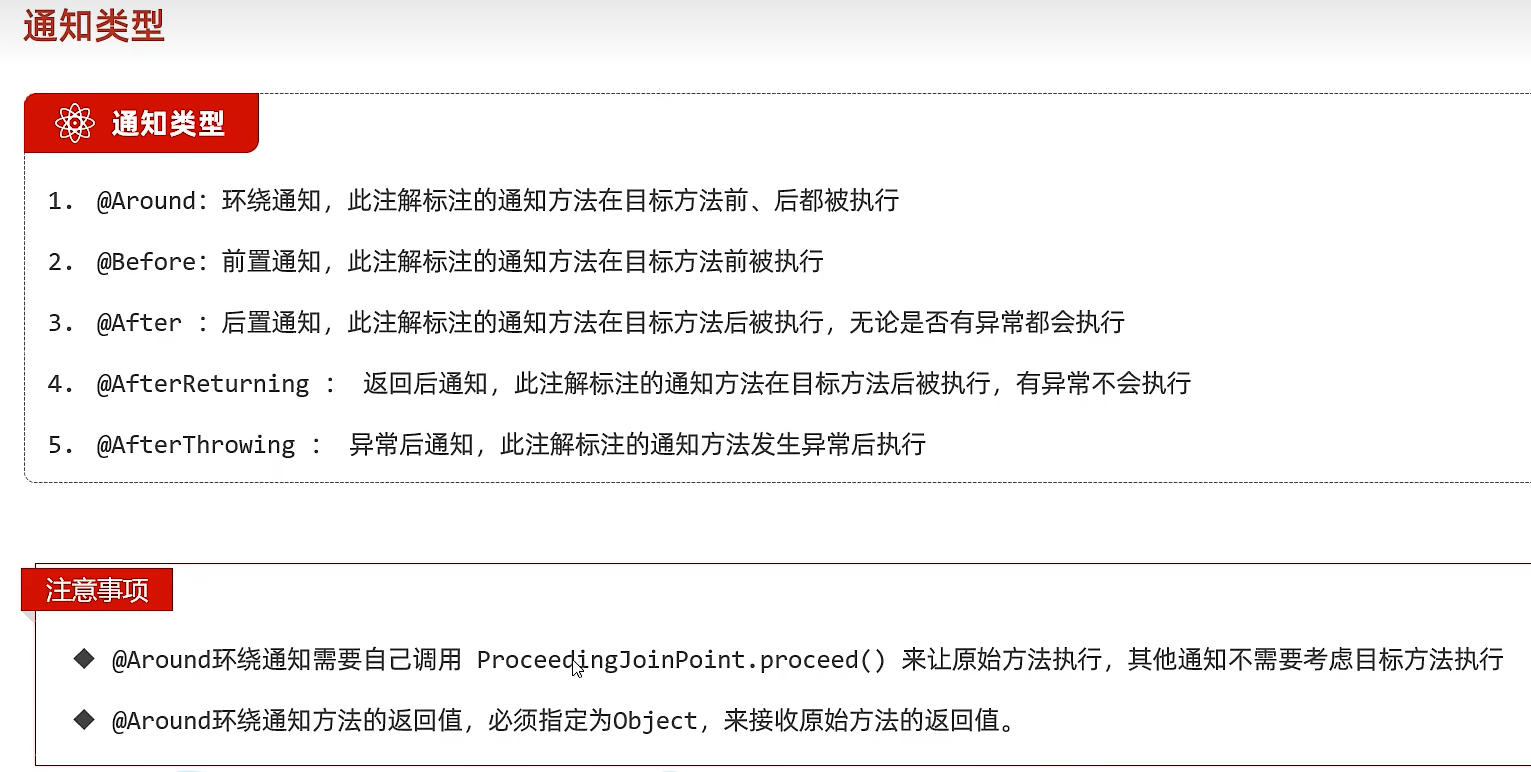 通知类型
通知类型
1. @Around：环绕通知，此注解标注的通知方法在目标方法前、后都被执行
2. @Before：前置通知，此注解标注的通知方法在目标方法前被执行
3. @After ：后置通知，此注解标注的通知方法在目标方法后被执行，无论是否有异常都会执行
4. @AfterReturning ： 返回后通知，此注解标注的通知方法在目标方法后被执行，有异常不会执行
5. @AfterThrowing ： 异常后通知，此注解标注的通知方法发生异常后执行
注意事项
◆ @Around环绕通知需要自己调用 ProceedingJoinPoint.proceed() 来让原始方法执行，其他通知不需要考虑目标方法执行
◆ @Around环绕通知方法的返回值，必须指定为Object，来接收原始方法的返回值。